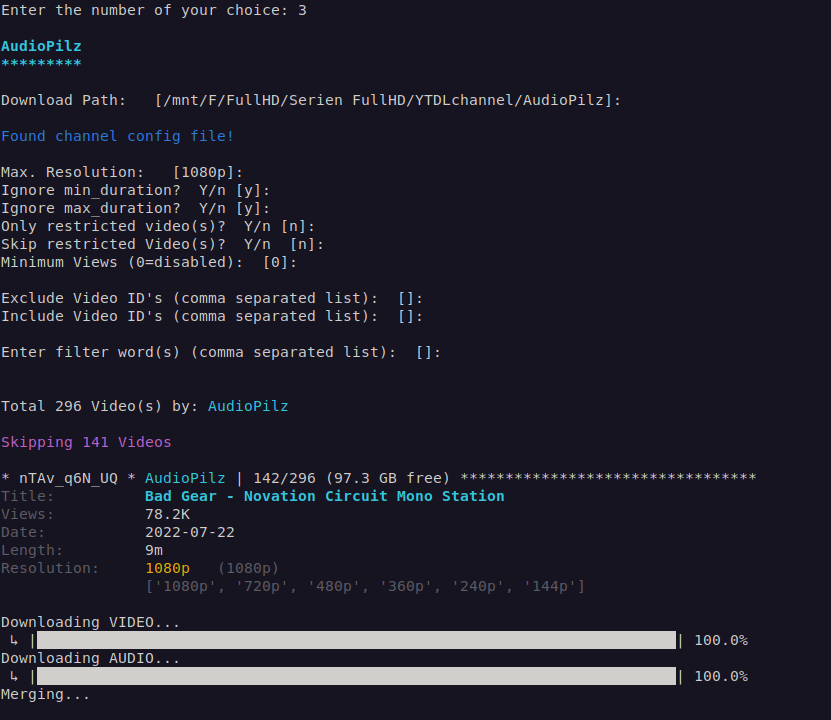 Enter the number of your choice: 3
AudioPilz
*********
Download Path:   [/mnt/F/FullHD/Serien FullHD/YTDLchannel/AudioPilz]:
Found channel config file!
Max. Resolution:   [1080p]:
Ignore min_duration?  Y/n [y]:
Ignore max_duration?  Y/n [y]:
Only restricted video(s)?  Y/n [n]:
Skip restricted Video(s)?  Y/n  [n]:
Minimum Views (0=disabled):  [0]:
Exclude Video ID's (comma separated list):  []:
Include Video ID's (comma separated list):  []:
Enter filter word(s) (comma separated list):  []:
Total 296 Video(s) by: AudioPilz
Skipping 141 Videos
* nTAv_q6N_UQ * AudioPilz | 142/296 (97.3 GB free) *********************************
Title:          Bad Gear - Novation Circuit Mono Station
Views:          78.2K
Date:           2022-07-22
Length:         9m
Resolution:     1080p   (1080p)
['1080p', '720p', '480p', '360p', '240p', '144p']
Downloading VIDEO...
↳ |                                                                       | 100.0%
Downloading AUDIO...
↳ |                                                                       | 100.0%
Merging...